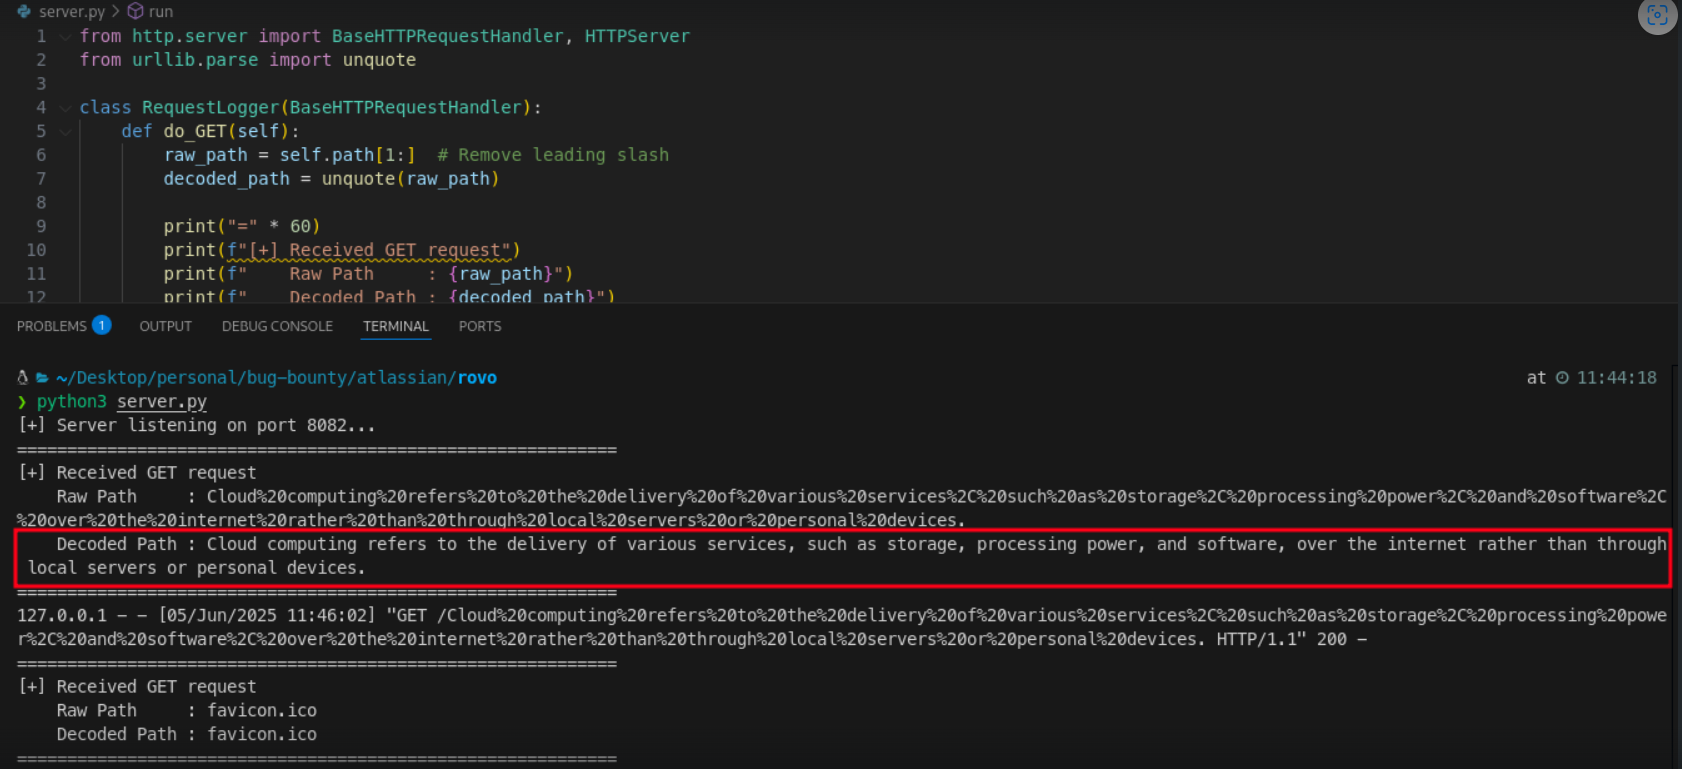 server.py > run
1 from http.server import BaseHTTPRequestHandler, HTTPServer
2 from urllib.parse import unquote
3
4 class RequestLogger(BaseHTTPRequestHandler):
5 def do_GET(self):
6 raw_path = self.path[1:]  # Remove leading slash
7 decoded_path = unquote(raw_path)
8
9 print("=" * 60)
10 print(f"[+] Received GET request")
11 print(f"    Raw Path     : {raw_path}")
12 print(f"    Decoded Path : {decoded_path}")
PROBLEMS 1 OUTPUT DEBUG CONSOLE TERMINAL PORTS
~/Desktop/personal/bug-bounty/atlassian/rovo at 11:44:18
❯ python3 server.py
[+] Server listening on port 8082...
============================================================
[+] Received GET request
Raw Path     : Cloud%20computing%20refers%20to%20the%20delivery%20of%20various%20services%2C%20such%20as%20storage%2C%20processing%20power%2C%20and%20software%2C
%20over%20the%20internet%20rather%20than%20through%20local%20servers%20or%20personal%20devices.
Decoded Path : Cloud computing refers to the delivery of various services, such as storage, processing power, and software, over the internet rather than through
local servers or personal devices.
============================================================
127.0.0.1 - - [05/Jun/2025 11:46:02] "GET /Cloud%20computing%20refers%20to%20the%20delivery%20of%20various%20services%2C%20such%20as%20storage%2C%20processing%20powe
r%2C%20and%20software%2C%20over%20the%20internet%20rather%20than%20through%20local%20servers%20or%20personal%20devices. HTTP/1.1" 200 -
============================================================
[+] Received GET request
Raw Path     : favicon.ico
Decoded Path : favicon.ico
============================================================